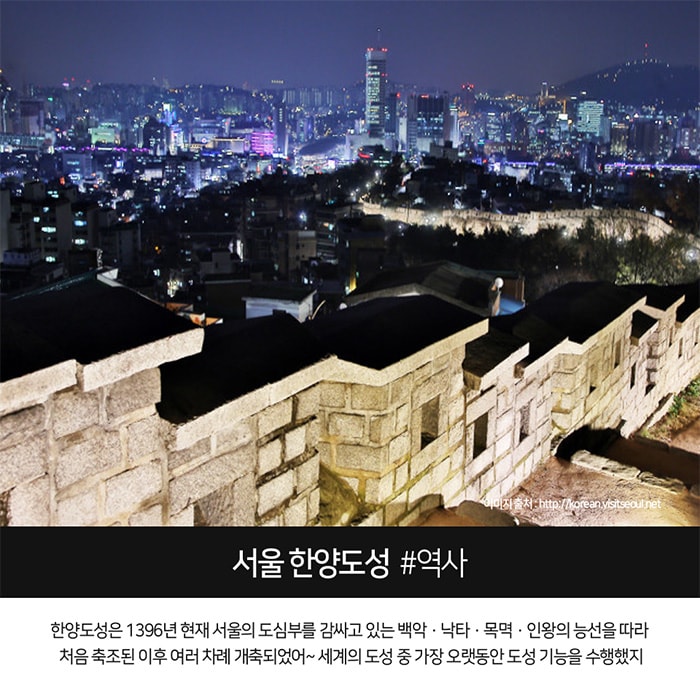 이미지출처 : http://korean.visitseoul.net
서울 한양도성 #역사
한양도성은 1396년 현재 서울의 도심부를 감싸고 있는 백악 · 낙타 · 목멱 · 인왕의 능선을 따라
처음 축조된 이후 여러 차례 개축되었어~ 세계의 도성 중 가장 오랫동안 도성 기능을 수행했지